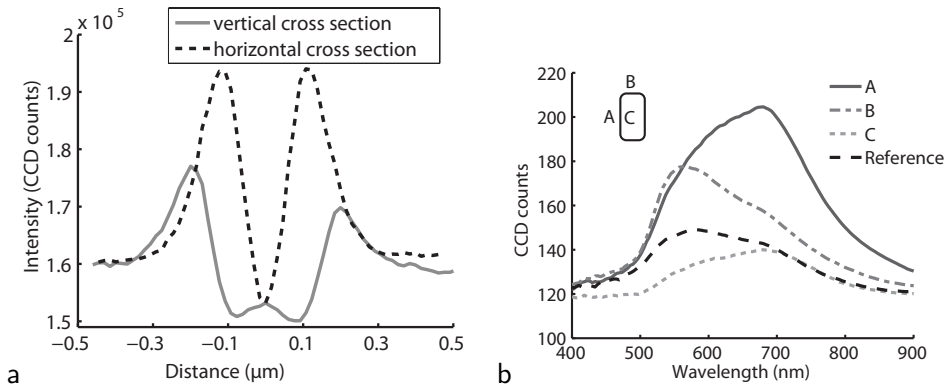 x 10 5
vertical cross section
horizontal cross section
2
1.9
1.8
1.7
1.6
1.5
Intensity (CCD counts)
−0.5
−0.3
−0.1
0.1
0.3
0.5
Distance (µm)
a
220
200
180
160
140
120
100
CCD counts
B
A
C
A
B
C
Reference
400
500
600
700
800
900
Wavelength (nm)
b